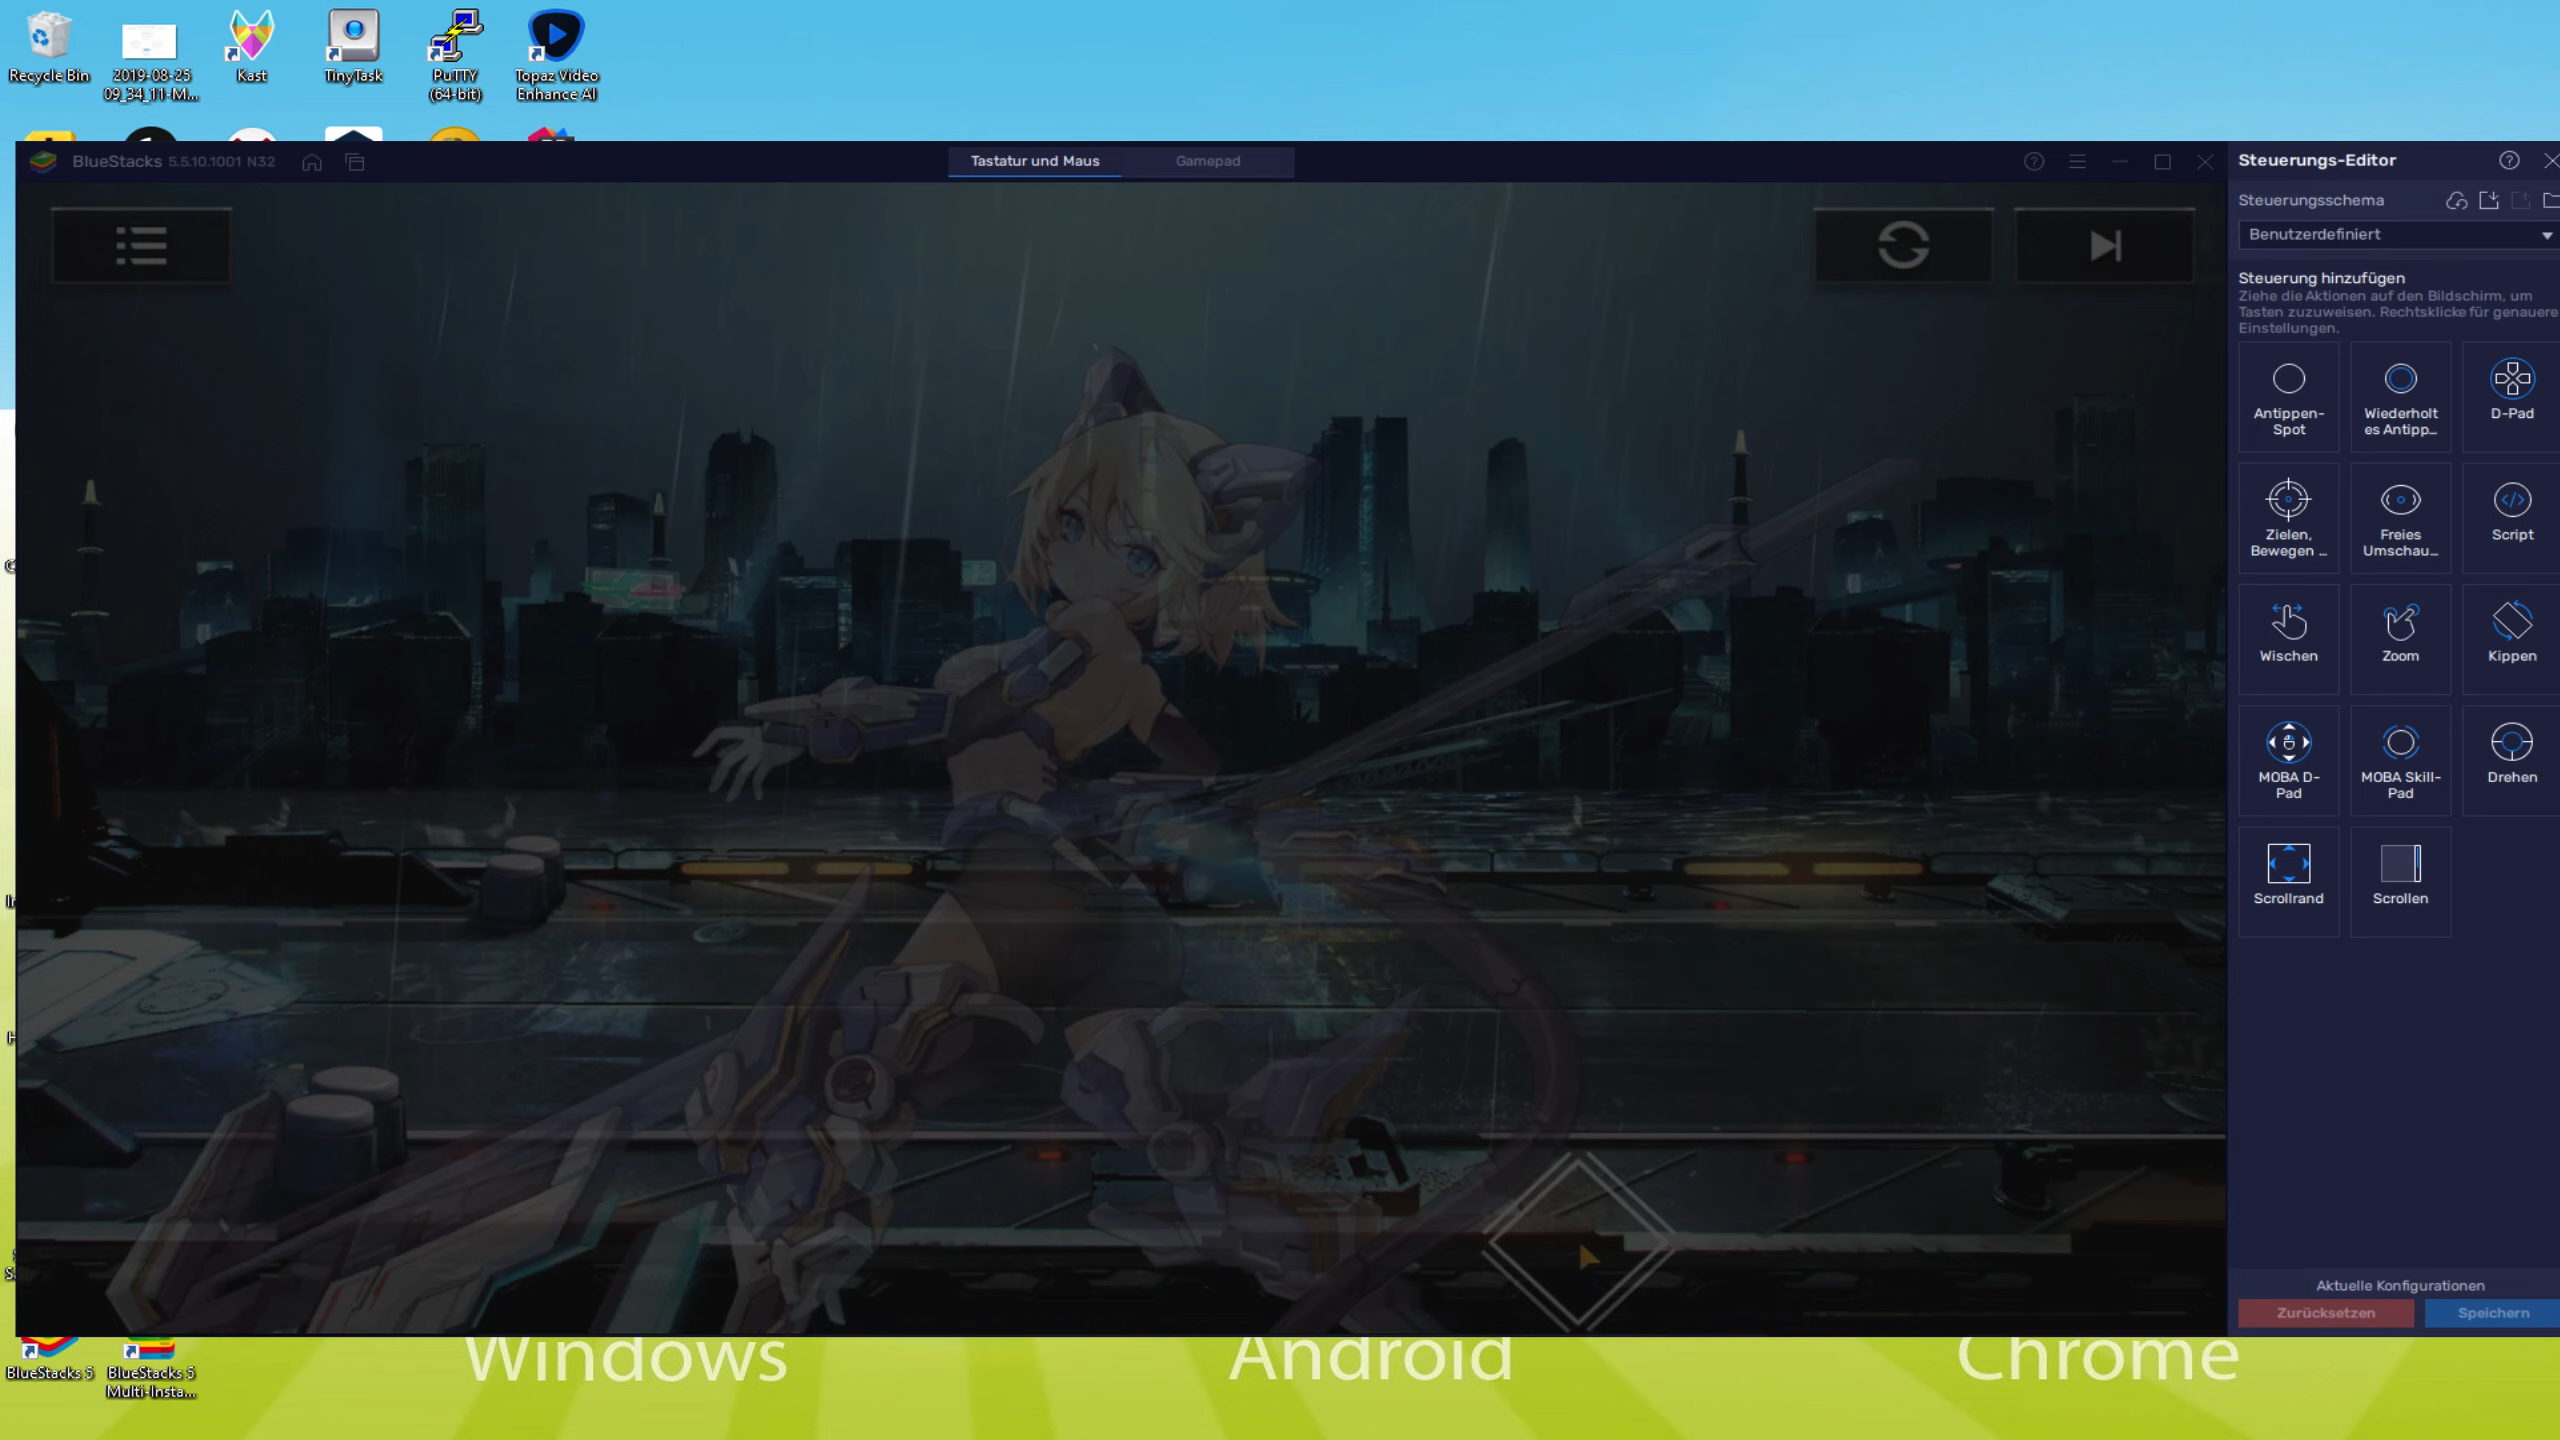 Recycle Bin
2019-08-25
09_34_11-M...
Kast
TinyTask
PuTTY
(64-bit)
Topaz Video
Enhance AI
BlueStacks 5.5.10.1001 N32
Tastatur und Maus
Gamepad
Steuerungs-Editor
Steuerungsschema
Benutzerdefiniert
Steuerung hinzufügen
Ziehe die Aktionen auf den Bildschirm, um
Tasten zuzuweisen. Rechtsklicke für genauere
Einstellungen.
Antippen-
Spot
Wiederholt
es Antipp...
D-Pad
Zielen,
Bewegen ...
Freies
Umschau...
Script
Wischen
Zoom
Kippen
MOBA D-
Pad
MOBA Skill-
Pad
Drehen
Scrollrand
Scrollen
Aktuelle Konfigurationen
Zurücksetzen
Speichern
BlueStacks 5
BlueStacks 5
Multi-Insta...
Windows
Android
Chrome